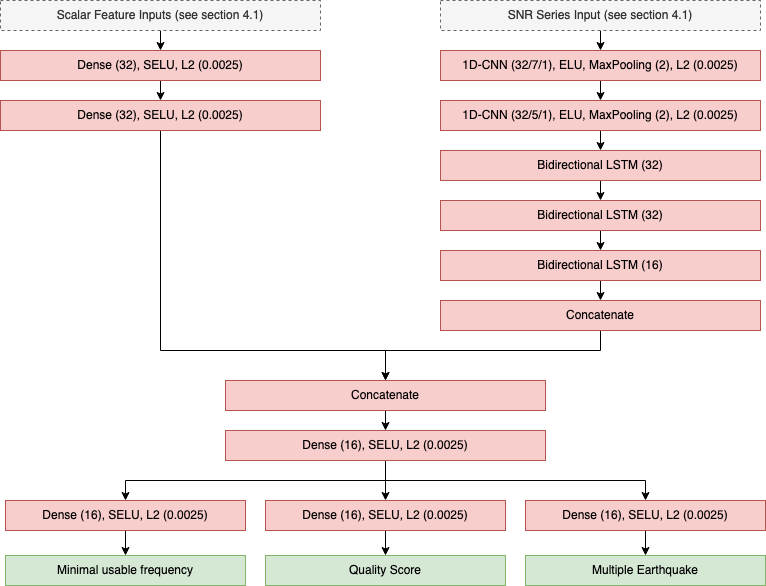 Scalar Feature Inputs (see section 4.1)
Dense (32), SELU, L2 (0.0025)
Dense (32), SELU, L2 (0.0025)
SNR Series Input (see section 4.1)
1D-CNN (32/7/1), ELU, MaxPooling (2), L2 (0.0025)
1D-CNN (32/5/1), ELU, MaxPooling (2), L2 (0.0025)
Bidirectional LSTM (32)
Bidirectional LSTM (32)
Bidirectional LSTM (16)
Concatenate
Concatenate
Dense (16), SELU, L2 (0.0025)
Dense (16), SELU, L2 (0.0025)
Dense (16), SELU, L2 (0.0025)
Dense (16), SELU, L2 (0.0025)
Minimal usable frequency
Quality Score
Multiple Earthquake